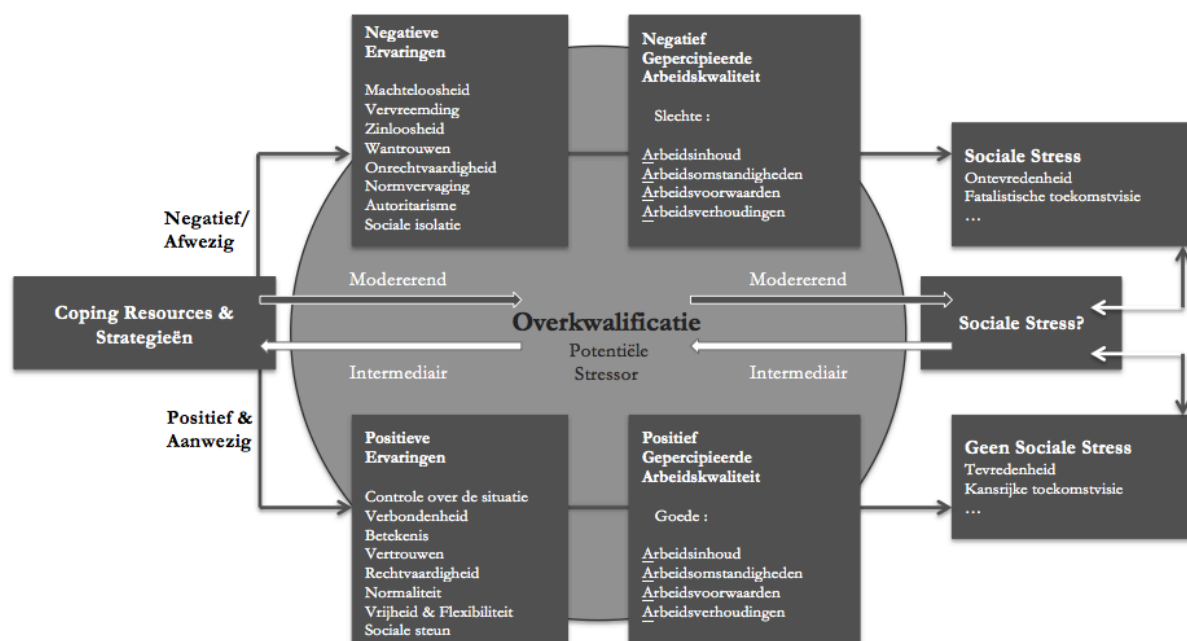 Negatieve
Ervaringen
Machteloosheid
Vervreemding
Zinloosheid
Wantrouwen
Onrechtvaardigheid
Normvervaging
Autoritarisme
Sociale isolatie
Negatief
Gepercipieerde
Arbeidskwaliteit
Slechte :
Arbeidsinhoud
Arbeidsomstandigheden
Arbeidsvoorwaarden
Arbeidsverhoudingen
Sociale Stress
Ontevredenheid
Fatalistische toekomstvisie
...
Negatief/
Afwezig
Coping Resources &
Strategieën
Modererend
Modererend
Overkwalificatie
Potentiële
Stressor
Intermediair
Intermediair
Sociale Stress?
Positief &
Aanwezig
Positieve
Ervaringen
Controle over de situatie
Verbondenheid
Betekenis
Vertrouwen
Rechtvaardigheid
Normaliteit
Vrijheid & Flexibiliteit
Sociale steun
Positief
Gepercipieerde
Arbeidskwaliteit
Goede :
Arbeidsinhoud
Arbeidsomstandigheden
Arbeidsvoorwaarden
Arbeidsverhoudingen
Geen Sociale Stress
Tevredenheid
Kansrijke toekomstvisie
...